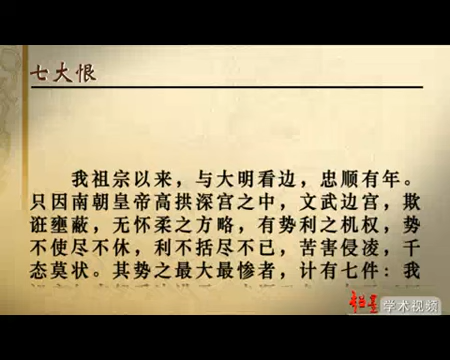 七大恨
我祖宗以来，与大明看边，忠顺有年。
只因南朝皇帝高拱深宫之中，文武边官，欺
诳壅蔽，无怀柔之方略，有势利之机权，势
不使尽不休，利不括尽不已，苦害侵凌，千
态莫状。其势之最大最惨者，计有七件：我
超星
学术视频